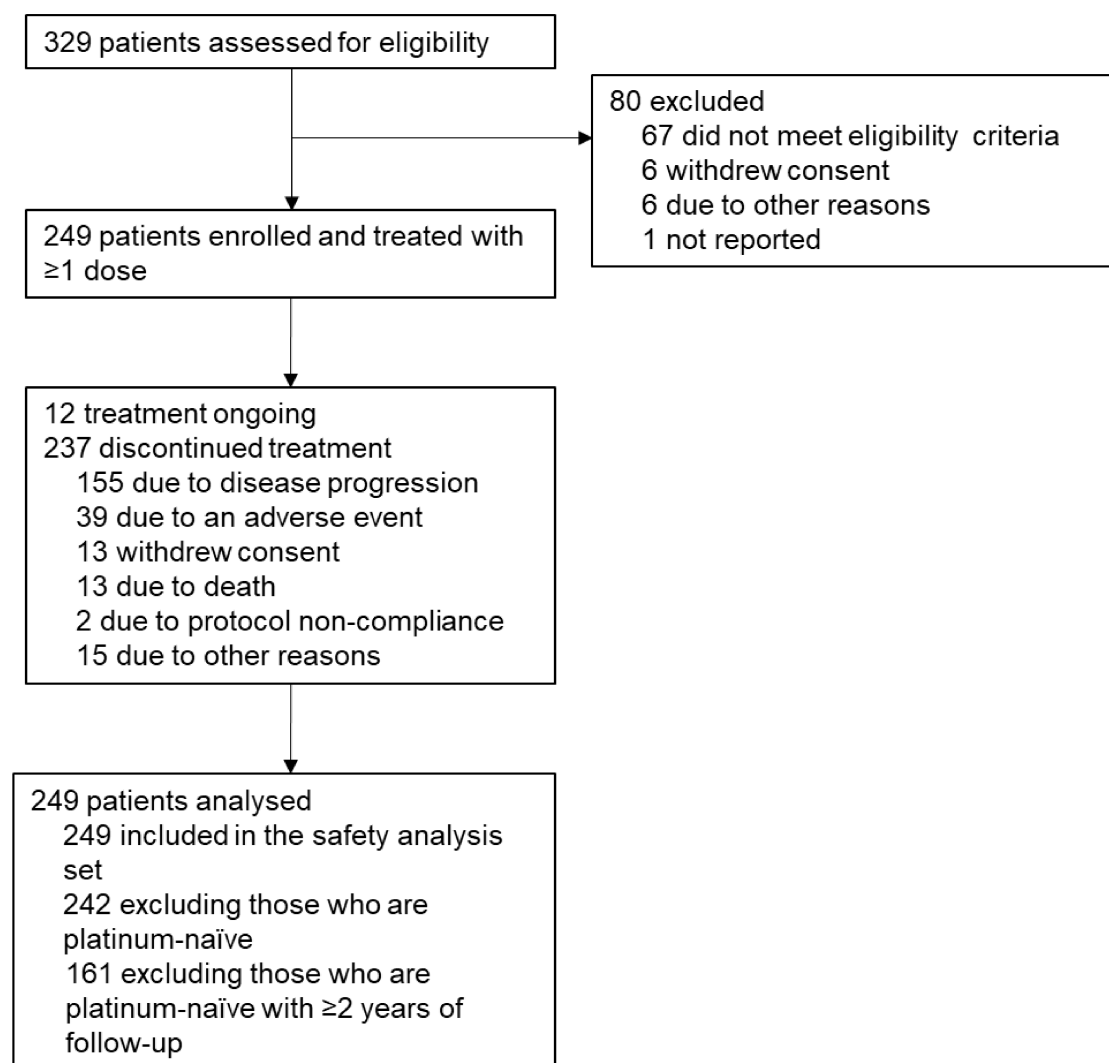 329 patients assessed for eligibility
80 excluded
67 did not meet eligibility criteria
6 withdrew consent
6 due to other reasons
1 not reported
249 patients enrolled and treated with
≥1 dose
12 treatment ongoing
237 discontinued treatment
155 due to disease progression
39 due to an adverse event
13 withdrew consent
13 due to death
2 due to protocol non-compliance
15 due to other reasons
249 patients analysed
249 included in the safety analysis
set
242 excluding those who are
platinum-naïve
161 excluding those who are
platinum-naïve with ≥2 years of
follow-up